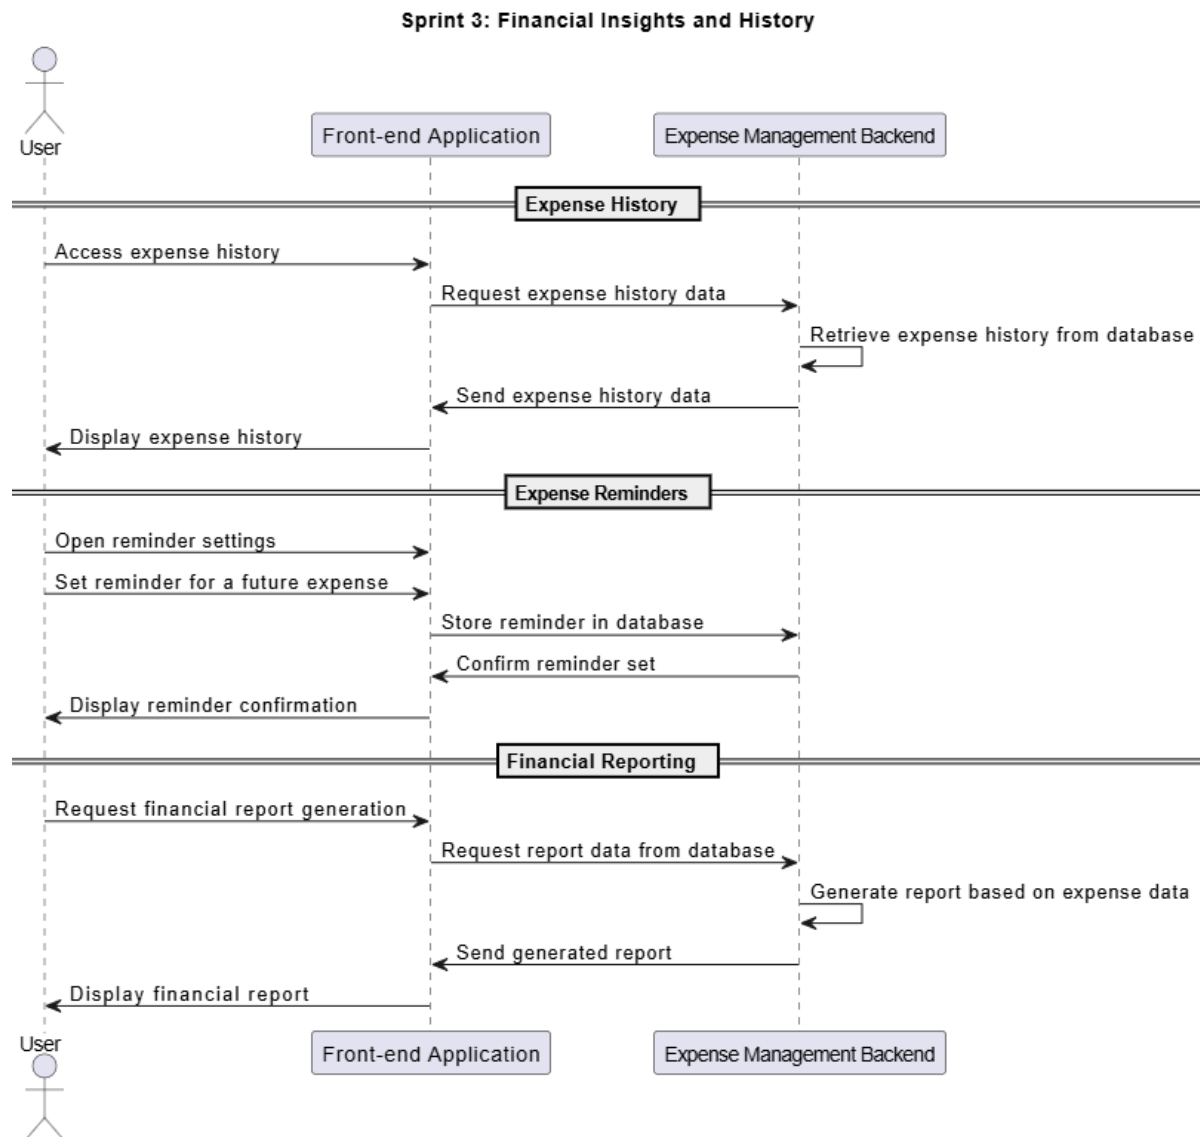 Sprint 3: Financial Insights and History
User
Front-end Application
Expense Management Backend
Expense History
Access expense history
Request expense history data
Retrieve expense history from database
Send expense history data
Display expense history
Expense Reminders
Open reminder settings
Set reminder for a future expense
Store reminder in database
Confirm reminder set
Display reminder confirmation
Financial Reporting
Request financial report generation
Request report data from database
Generate report based on expense data
Send generated report
Display financial report
User
Front-end Application
Expense Management Backend